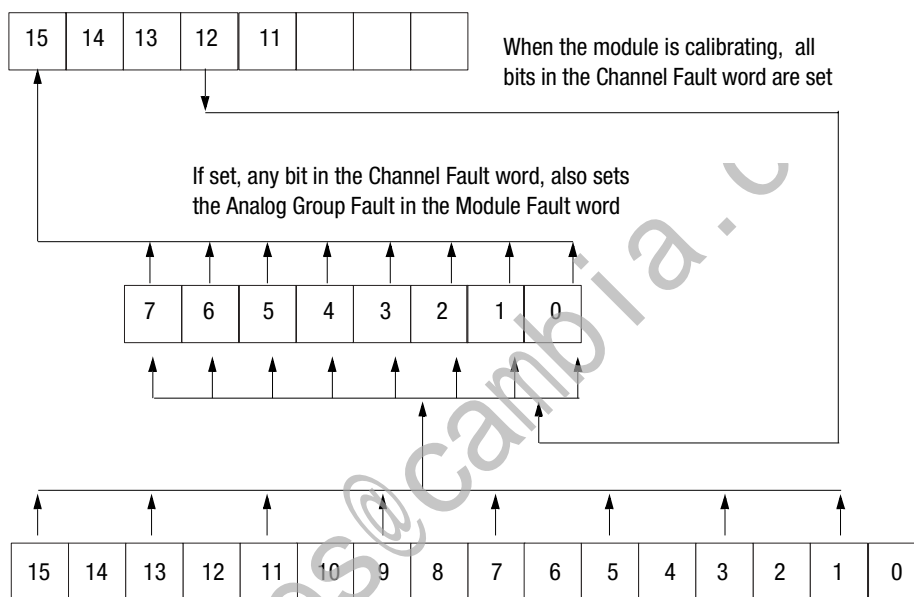 15 14 13 12 11
When the module is calibrating, all
bits in the Channel Fault word are set
If set, any bit in the Channel Fault word, also sets
the Analog Group Fault in the Module Fault word
7 6 5 4 3 2 1 0
15 14 13 12 11 10 9 8 7 6 5 4 3 2 1 0
s@cambia.c